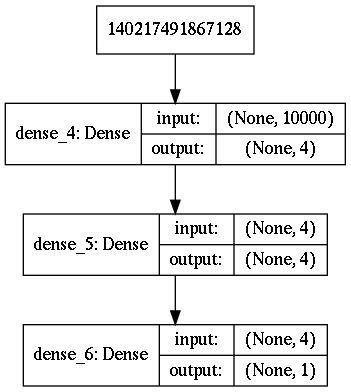 140217491867128
dense_4: Dense
input:
(None, 10000)
output:
(None, 4)
dense_5: Dense
input:
(None, 4)
output:
(None, 4)
dense_6: Dense
input:
(None, 4)
output:
(None, 1)